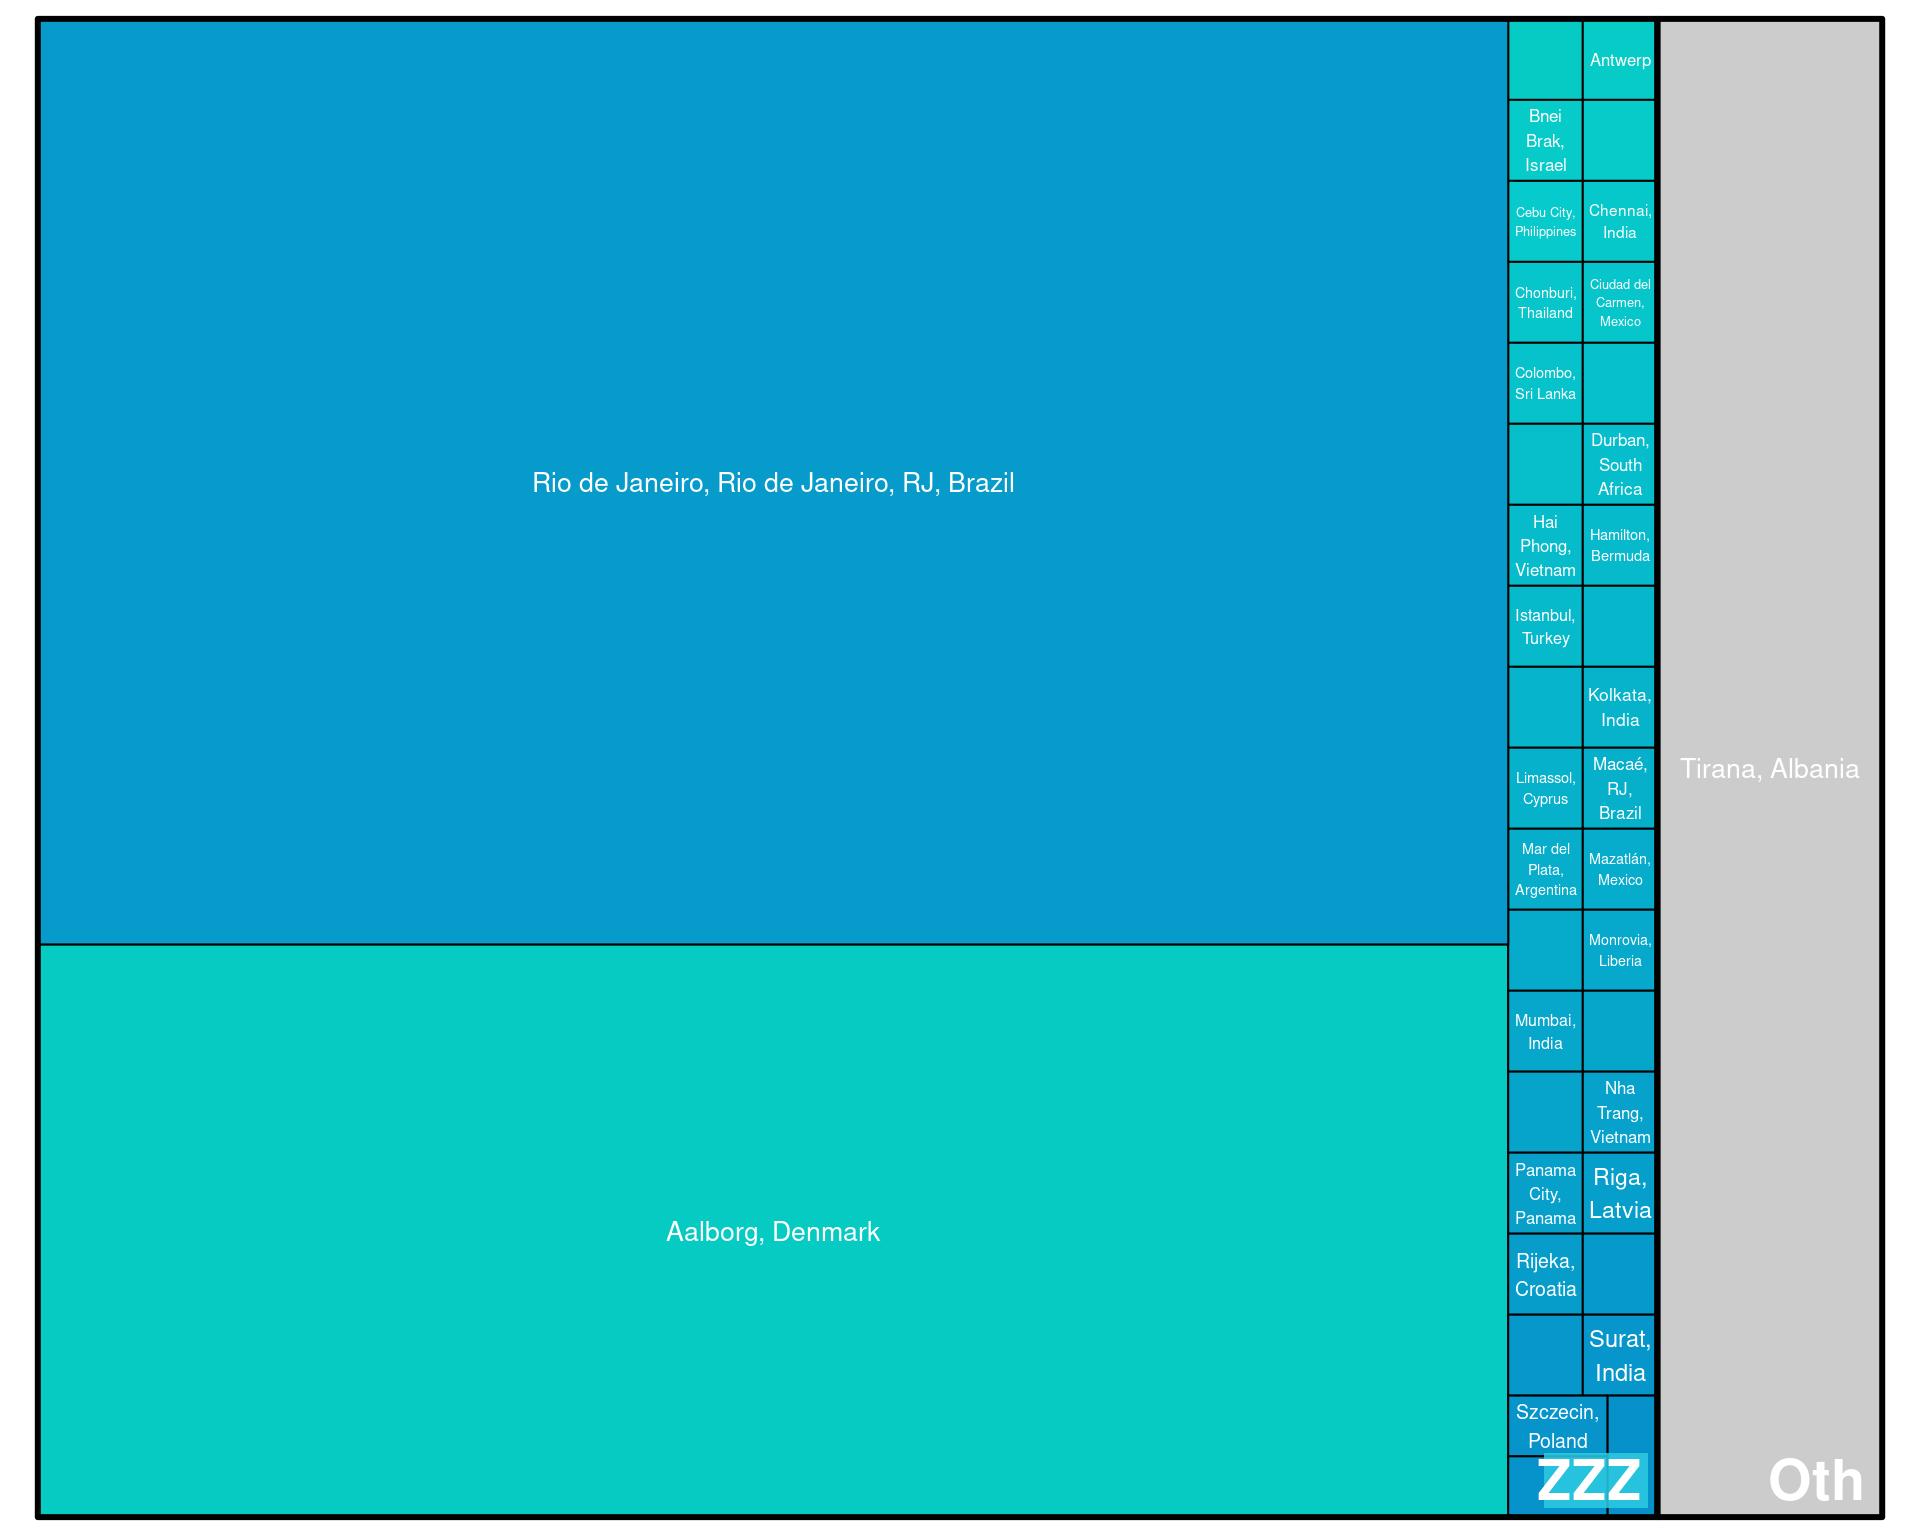 Antwerp
Bnei
Brak,
Israel
Cebu City,
Philippines
Chennai,
India
Chonburi,
Thailand
Ciudad del
Carmen,
Mexico
Colombo,
Sri Lanka
Durban,
South
Africa
Rio de Janeiro, Rio de Janeiro, RJ, Brazil
Hai
Phong,
Vietnam
Hamilton,
Bermuda
Istanbul,
Turkey
Kolkata,
India
Limassol,
Cyprus
Macaé,
RJ,
Brazil
Tirana, Albania
Mar del
Plata,
Argentina
Mazatlán,
Mexico
Monrovia,
Liberia
Mumbai,
India
Nha
Trang,
Vietnam
Panama
City,
Panama
Riga,
Latvia
Aalborg, Denmark
Rijeka,
Croatia
Surat,
India
Szczecin,
Poland
ZZZ
Oth